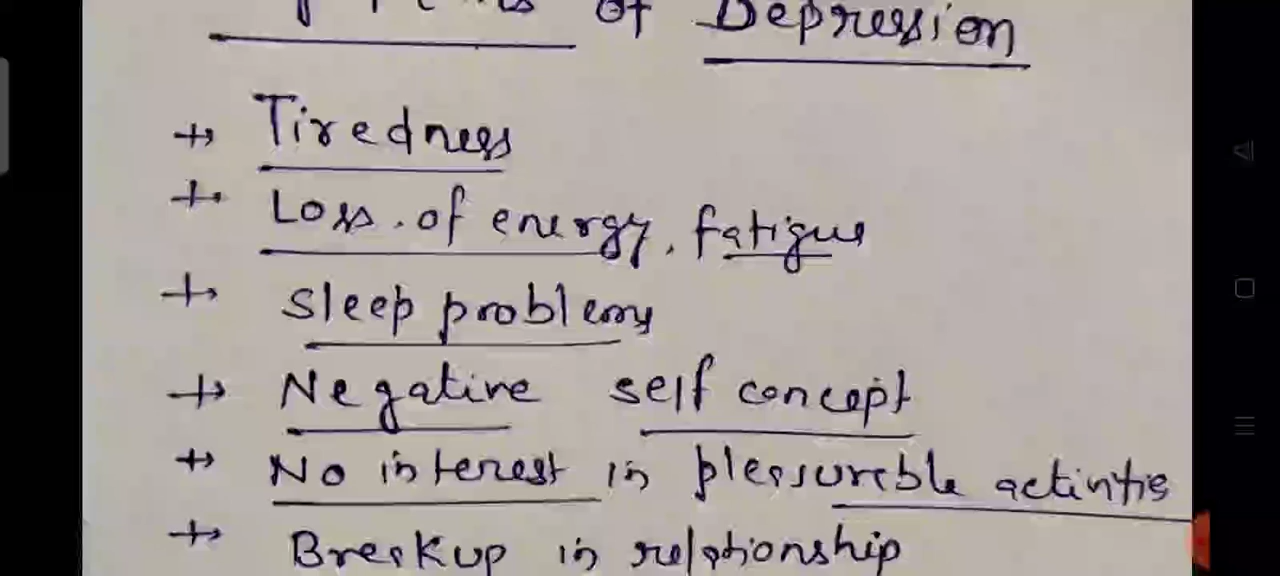 of Depression
Tiredness
Loss of energy, fatigue
Sleep problems
Negative self concept
No interest in pleasurable activities
Breakup in relationship